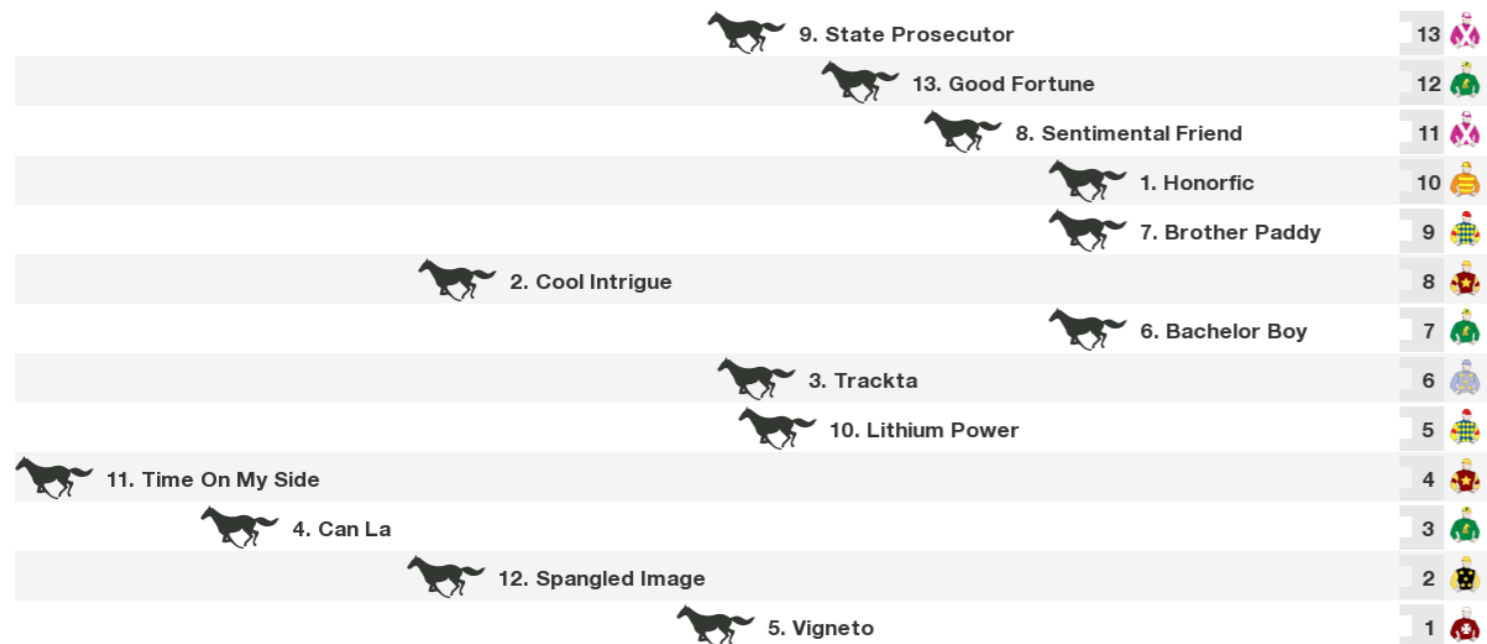 9. State Prosecutor 13
13. Good Fortune 12
8. Sentimental Friend 11
1. Honorfic 10
7. Brother Paddy 9
2. Cool Intrigue 8
6. Bachelor Boy 7
3. Trackta 6
10. Lithium Power 5
11. Time On My Side 4
4. Can La 3
12. Spangled Image 2
5. Vigneto 1